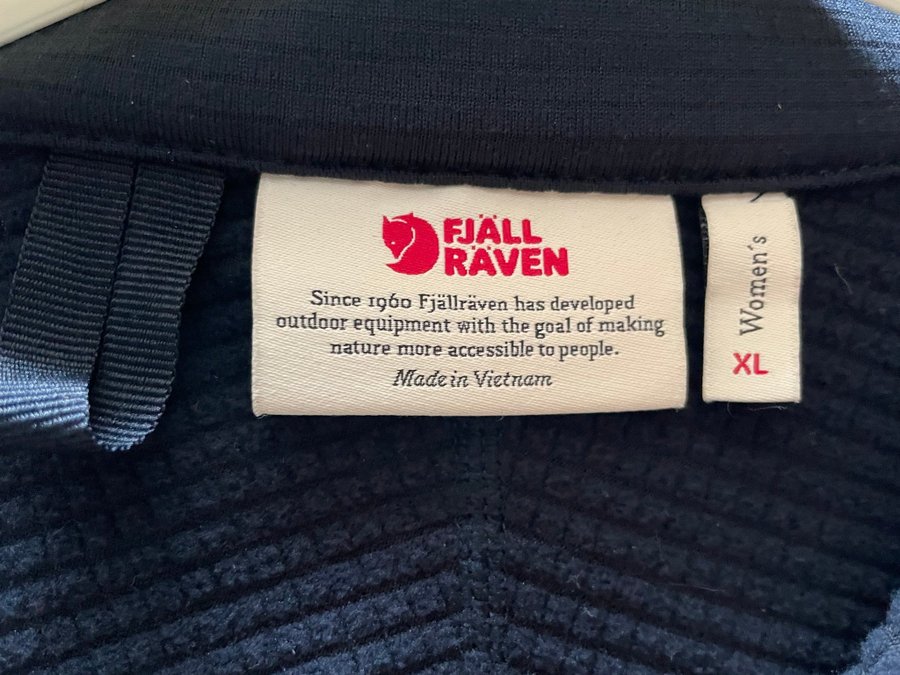 FJÄLL
RÄVEN
Since 1960 Fjällräven has developed
outdoor equipment with the goal of making
nature more accessible to people.
Made in Vietnam
Women´s
XL